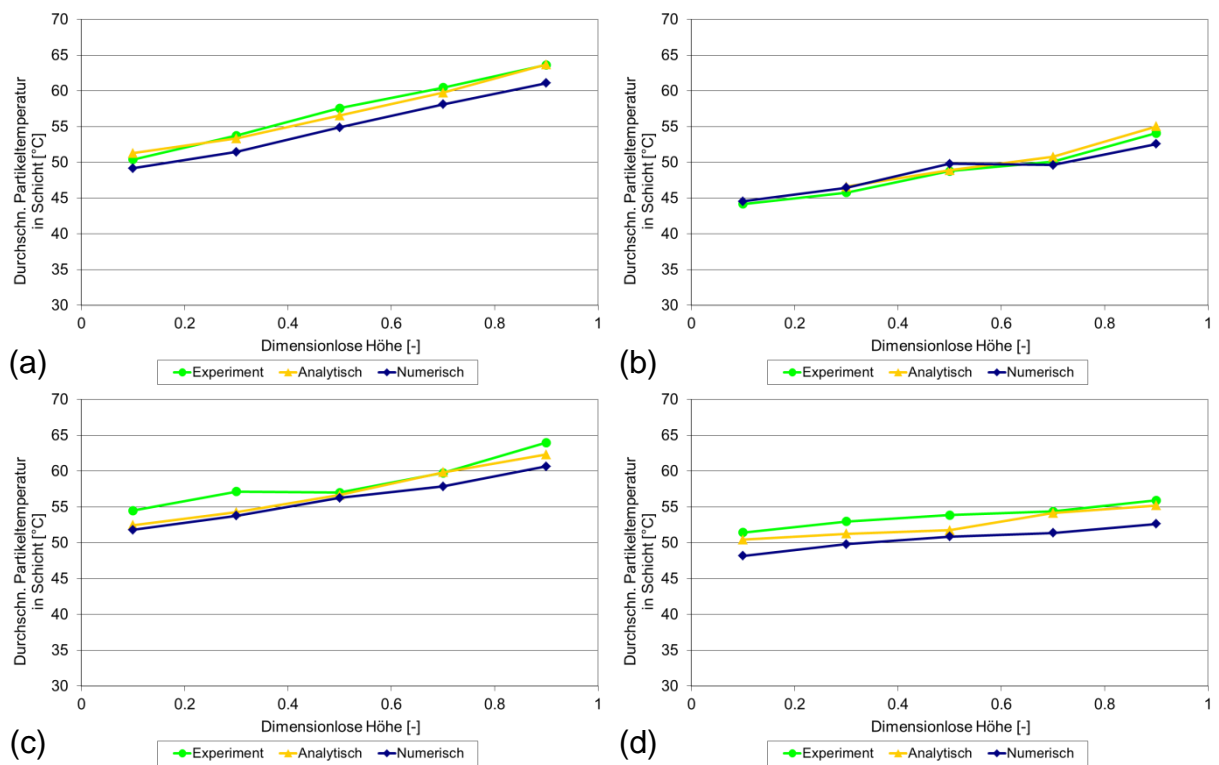 70
65
60
55
50
45
40
35
30
0 0.2 0.4 0.6 0.8 1
Durchschn. Partikeltemperatur
in Schicht [°C]
Dimensionlose Höhe [-]
Experiment Analytisch Numerisch
(a)
70
65
60
55
50
45
40
35
30
0 0.2 0.4 0.6 0.8 1
Durchschn. Partikeltemperatur
in Schicht [°C]
Dimensionlose Höhe [-]
Experiment Analytisch Numerisch
(b)
70
65
60
55
50
45
40
35
30
0 0.2 0.4 0.6 0.8 1
Durchschn. Partikeltemperatur
in Schicht [°C]
Dimensionlose Höhe [-]
Experiment Analytisch Numerisch
(c)
70
65
60
55
50
45
40
35
30
0 0.2 0.4 0.6 0.8 1
Durchschn. Partikeltemperatur
in Schicht [°C]
Dimensionlose Höhe [-]
Experiment Analytisch Numerisch
(d)